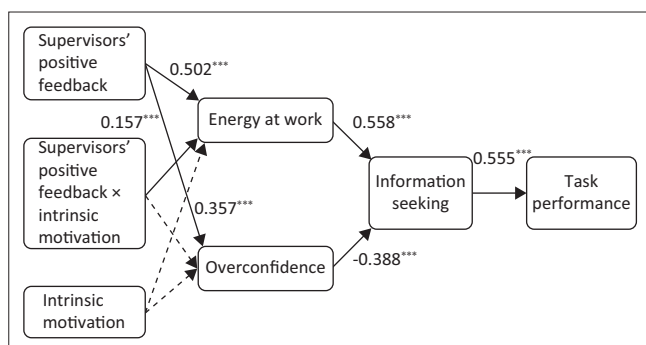 Supervisors’
positive
feedback
0.502***
0.157***
Energy at work
0.558***
Supervisors’
positive
feedback ×
intrinsic
motivation
0.555***
Information
seeking
Task
performance
0.357***
Overconfidence
-0.388***
Intrinsic
motivation